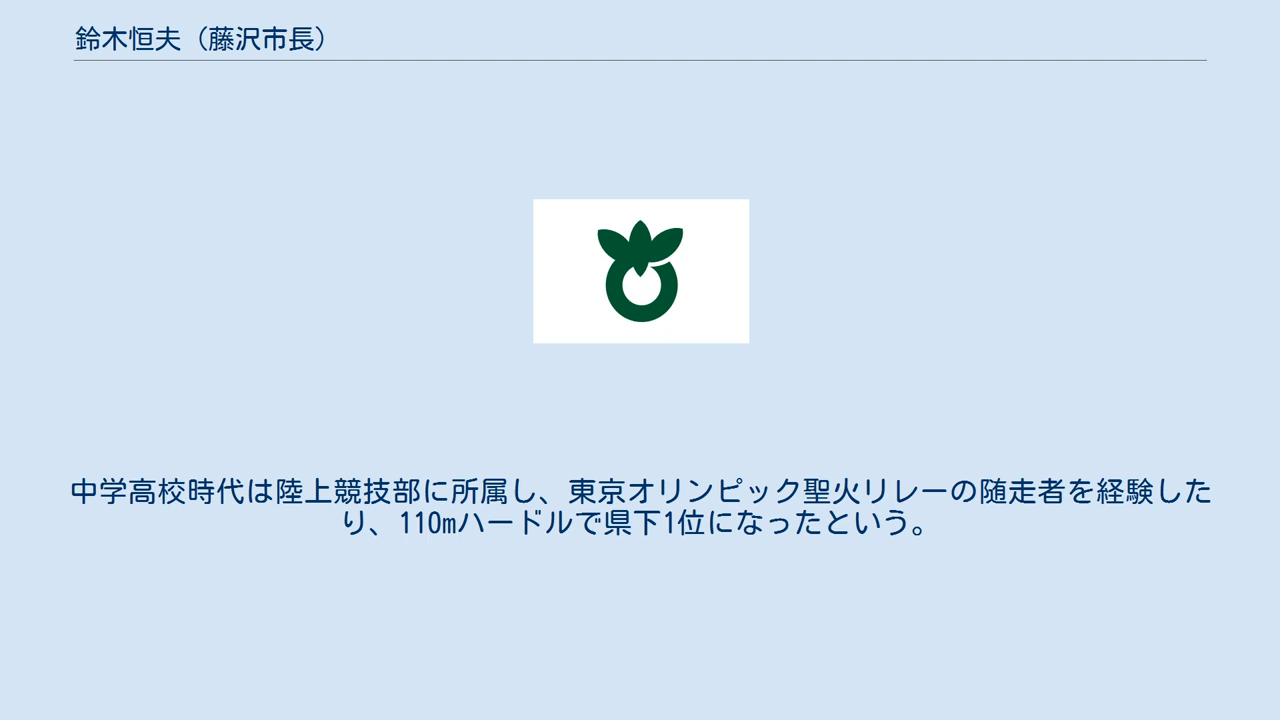 鈴木恒夫（藤沢市長）
中学高校時代は陸上競技部に所属し、東京オリンピック聖火リレーの随走者を経験した
り、110mハードルで県下1位になったという。